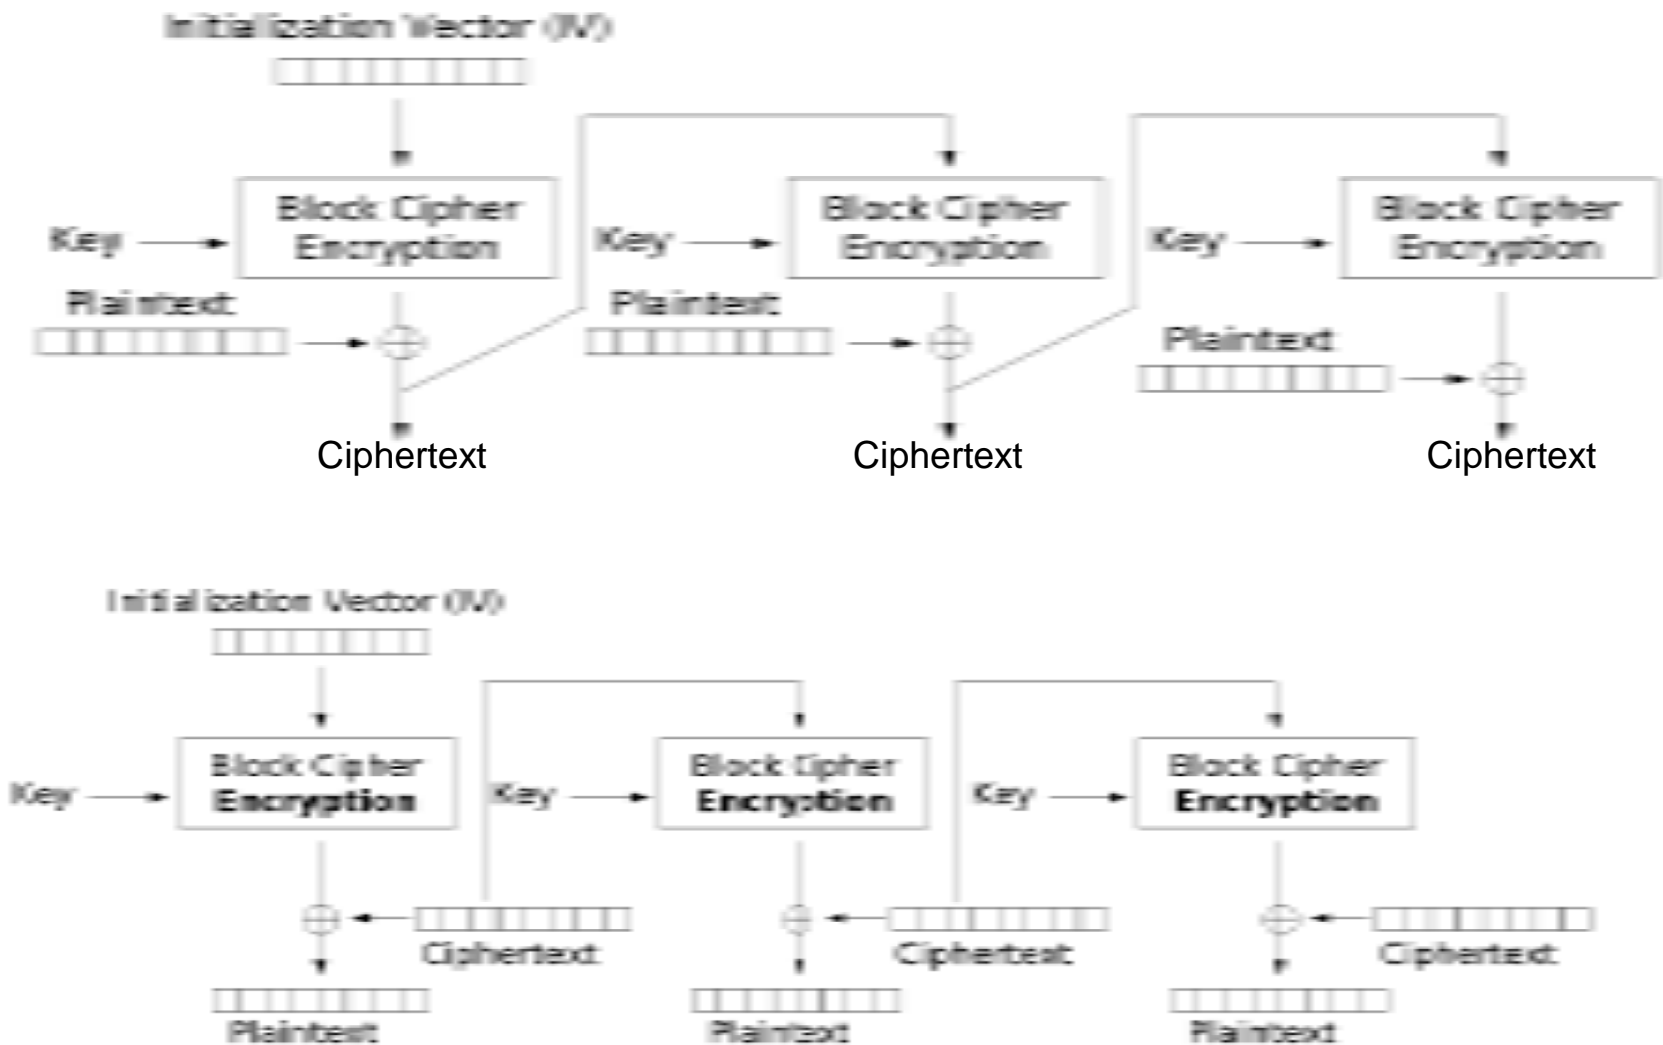 Initialization Vector (IV)
Block Cipher
Encryption
Key
Plaintext
Ciphertext
Block Cipher
Encryption
Key
Plaintext
Ciphertext
Block Cipher
Encryption
Key
Plaintext
Ciphertext
Initialization Vector (IV)
Block Cipher
Encryption
Key
Ciphertext
Plaintext
Block Cipher
Encryption
Key
Ciphertext
Plaintext
Block Cipher
Encryption
Key
Ciphertext
Plaintext